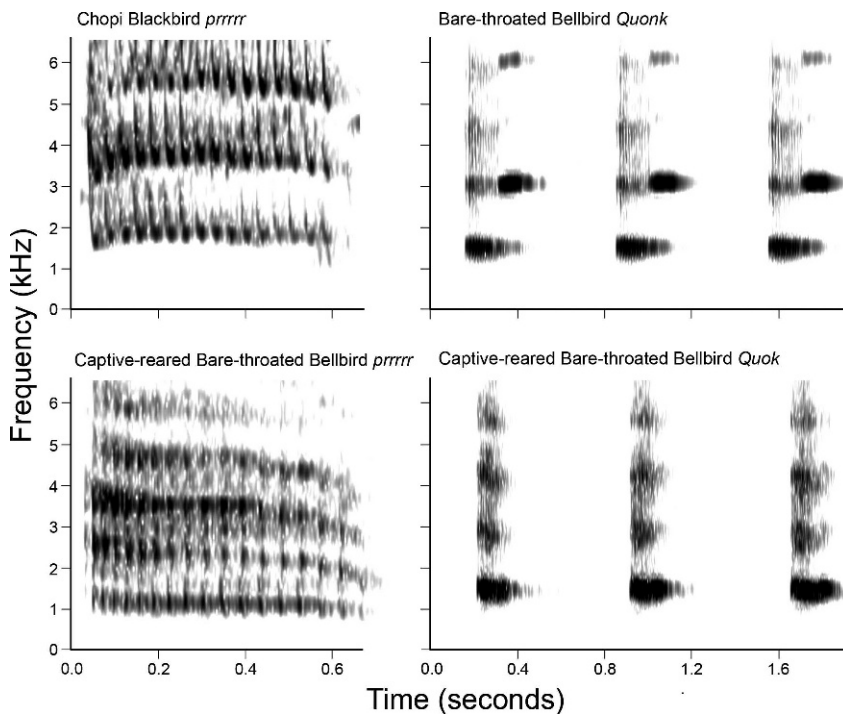 Chopi Blackbird prrrrr
Bare-throated Bellbird Quonk
6
5
4
3
2
1
0
Captive-reared Bare-throated Bellbird prrrrr
Captive-reared Bare-throated Bellbird Quok
6
5
4
3
2
1
0
0.0 0.2 0.4 0.6
0.0 0.4 0.8 1.2 1.6
Frequency (kHz)
Time (seconds)